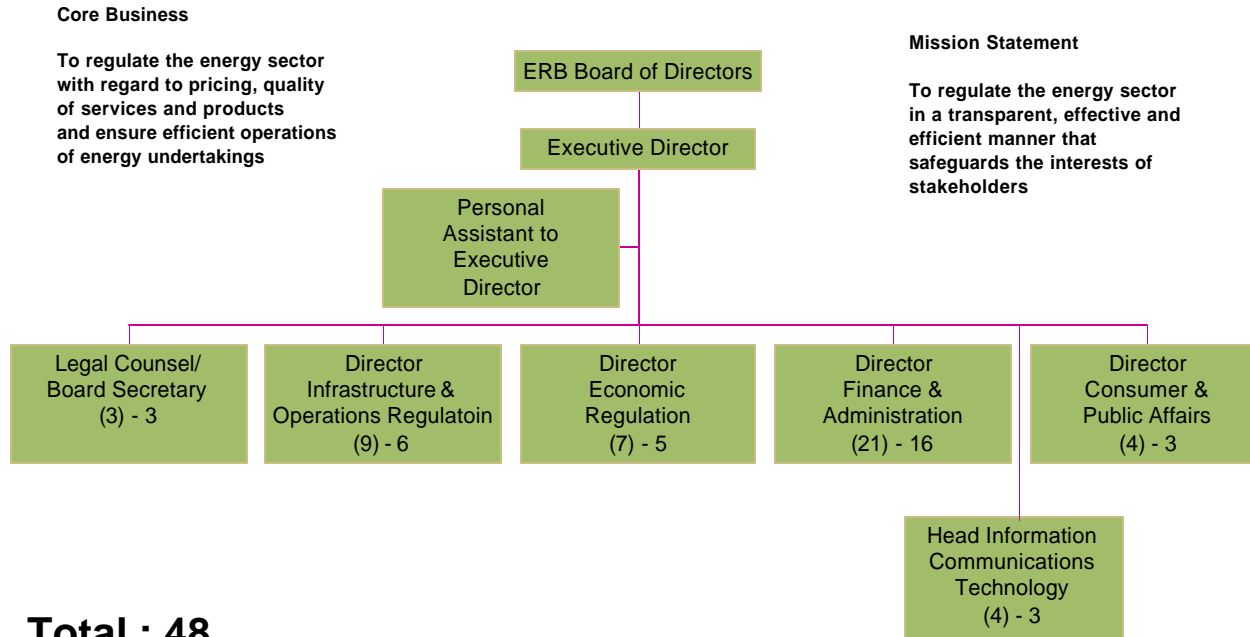 Core Business
To regulate the energy sector
with regard to pricing, quality
of services and products
and ensure efficient operations
of energy undertakings
Mission Statement
To regulate the energy sector
in a transparent, effective and
efficient manner that
safeguards the interests of
stakeholders
ERB Board of Directors
Executive Director
Personal
Assistant to
Executive
Director
Legal Counsel/
Board Secretary
(3) - 3
Director
Infrastructure &
Operations Regulatoin
(9) - 6
Director
Economic
Regulation
(7) - 5
Director
Finance &
Administration
(21) - 16
Director
Consumer &
Public Affairs
(4) - 3
Head Information
Communications
Technology
(4) - 3
Total : 48